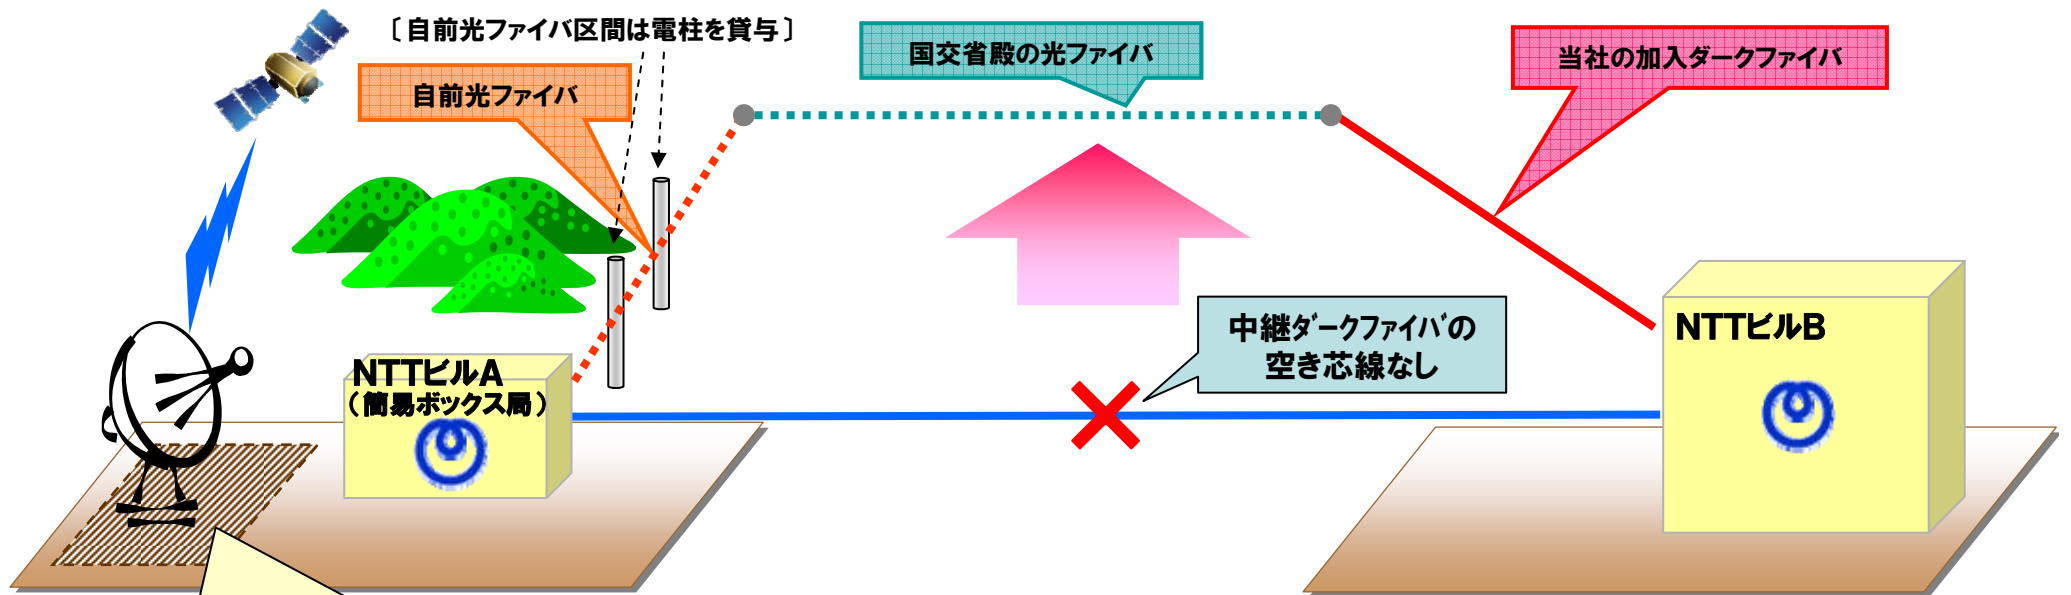 〔自前光ファイバ区間は電柱を貸与〕
自前光ファイバ
国交省殿の光ファイバ
当社の加入ダークファイバ
NTTビルA
（簡易ボックス局）
中継ﾀﾞｰｸファｲﾊﾞの
空き芯線なし
NTTビルB